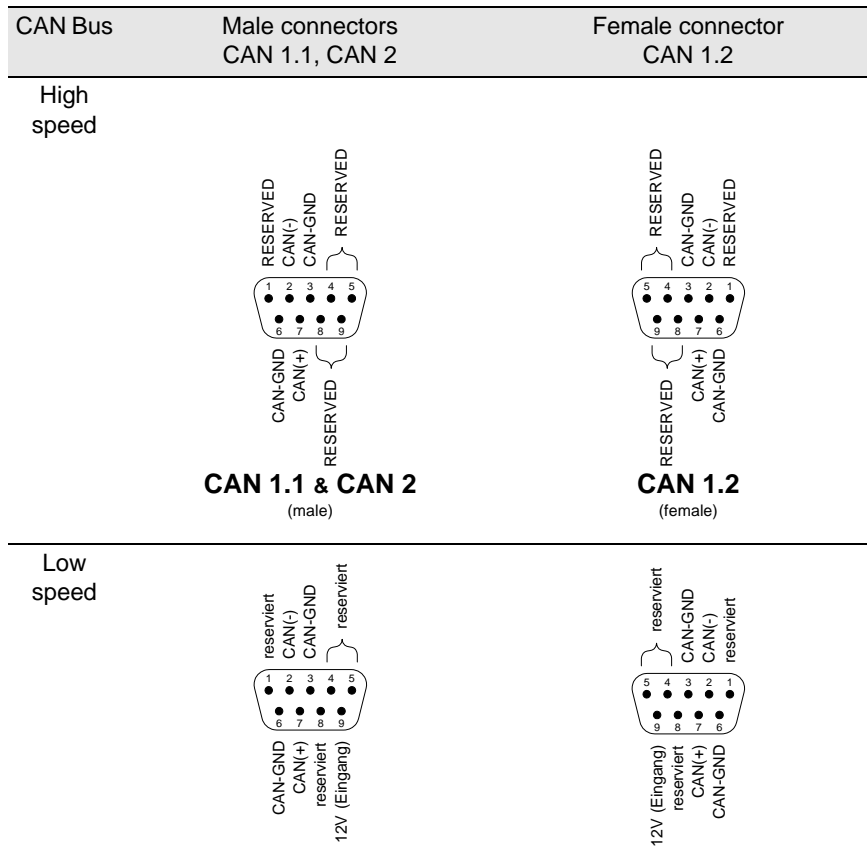 CAN Bus
Male connectors
CAN 1.1, CAN 2
Female connector
CAN 1.2
High
speed
RESERVED
CAN(-)
CAN-GND
RESERVED
1 2 3 4 5
6 7 8 9
CAN-GND
CAN(+)
RESERVED
CAN 1.1 & CAN 2
(male)
RESERVED
CAN-GND
CAN(-)
RESERVED
5 4 3 2 1
9 8 7 6
RESERVED
CAN(+)
CAN-GND
CAN 1.2
(female)
Low
speed
reserviert
CAN(-)
CAN-GND
reserviert
1 2 3 4 5
6 7 8 9
CAN-GND
CAN(+)
reserviert
12V (Eingang)
reserviert
CAN-GND
CAN(-)
reserviert
5 4 3 2 1
9 8 7 6
12V (Eingang)
reserviert
CAN(+)
CAN-GND